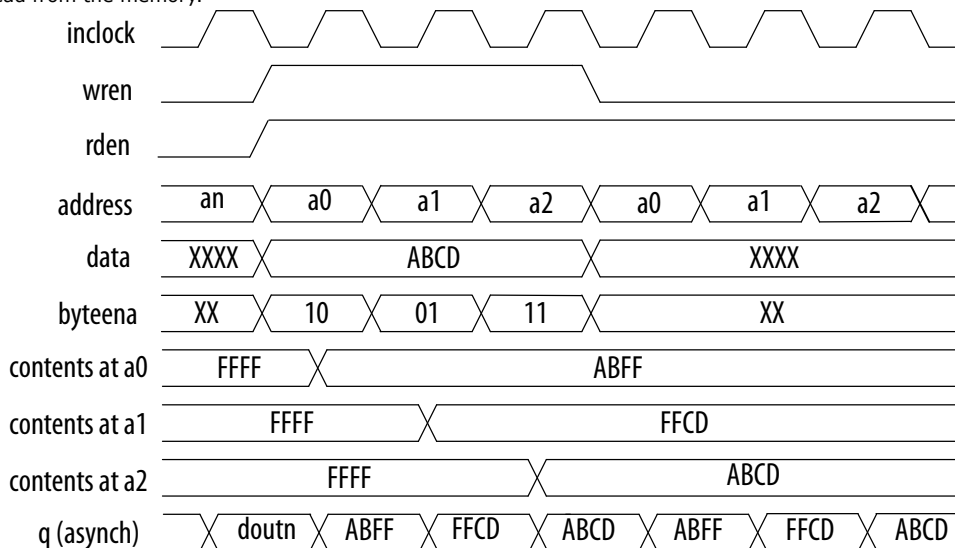 inclock
wren
rden
address an a0 a1 a2 a0 a1 a2
data XXXX ABCD XXXX
byteena XX 10 01 11 XX
contents at a0 FFFF ABFF
contents at a1 FFFF FFCD
contents at a2 FFFF ABCD
q (asynch) doutn ABFF FFCD ABCD ABFF FFCD ABCD